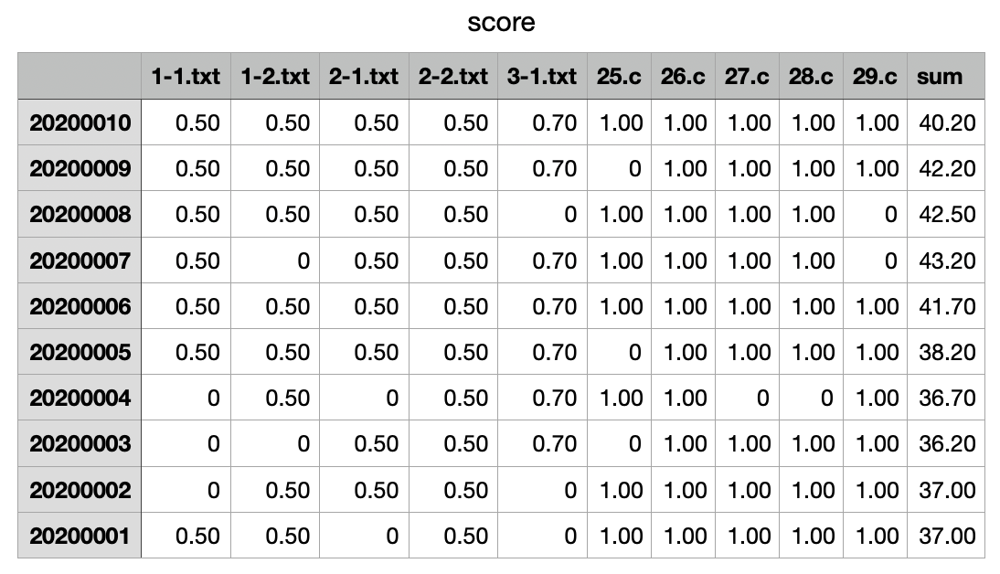 score
1-1.txt 1-2.txt 2-1.txt 2-2.txt 3-1.txt 25.c 26.c 27.c 28.c 29.c sum
20200010 0.50 0.50 0.50 0.50 0.70 1.00 1.00 1.00 1.00 1.00 40.20
20200009 0.50 0.50 0.50 0.50 0.70 0 1.00 1.00 1.00 1.00 42.20
20200008 0.50 0.50 0.50 0.50 0 1.00 1.00 1.00 1.00 0 42.50
20200007 0.50 0 0.50 0.50 0.70 1.00 1.00 1.00 1.00 0 43.20
20200006 0.50 0.50 0.50 0.50 0.70 1.00 1.00 1.00 1.00 1.00 41.70
20200005 0.50 0.50 0.50 0.50 0.70 0 1.00 1.00 1.00 1.00 38.20
20200004 0 0.50 0 0.50 0.70 1.00 1.00 0 0 1.00 36.70
20200003 0 0 0.50 0.50 0.70 0 1.00 1.00 1.00 1.00 36.20
20200002 0 0.50 0.50 0.50 0 1.00 1.00 1.00 1.00 1.00 37.00
20200001 0.50 0.50 0 0.50 0 1.00 1.00 1.00 1.00 1.00 37.00